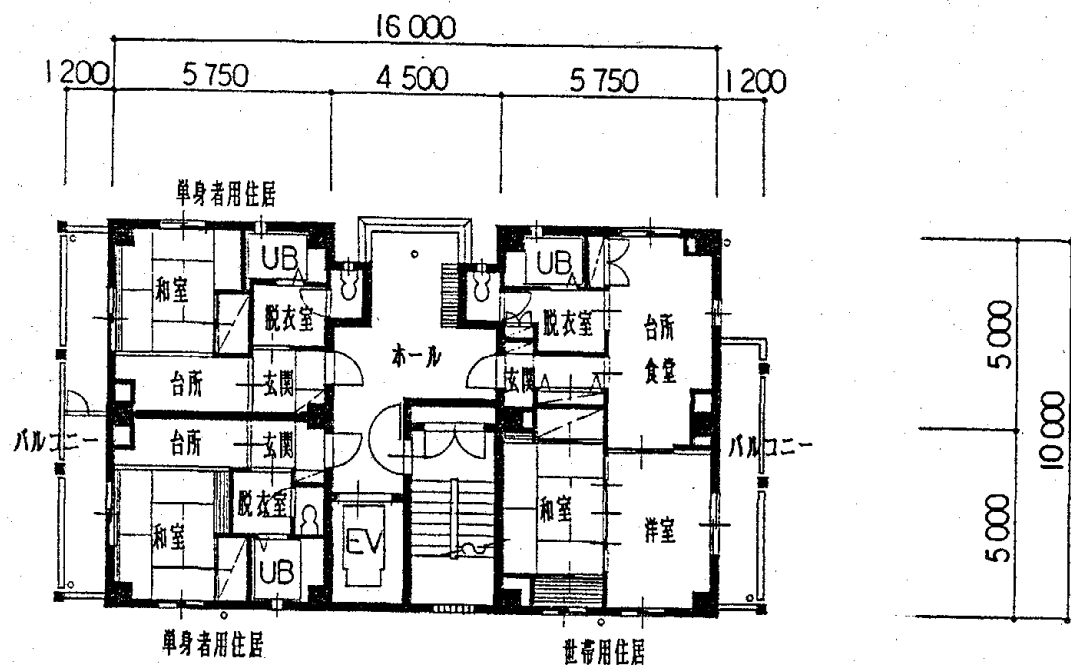 16 000
1 200 5 750 4 500 5 750 1 200
単身者用住居
UB
UB
和室
脱衣室
脱衣室
台所
食堂
ホール
台所
玄関
玄関
バルコニー
台所
玄関
バルコニー
和室
脱衣室
UB
EV
和室
洋室
単身者用住居
世帯用住居
5 000
5 000
10 000